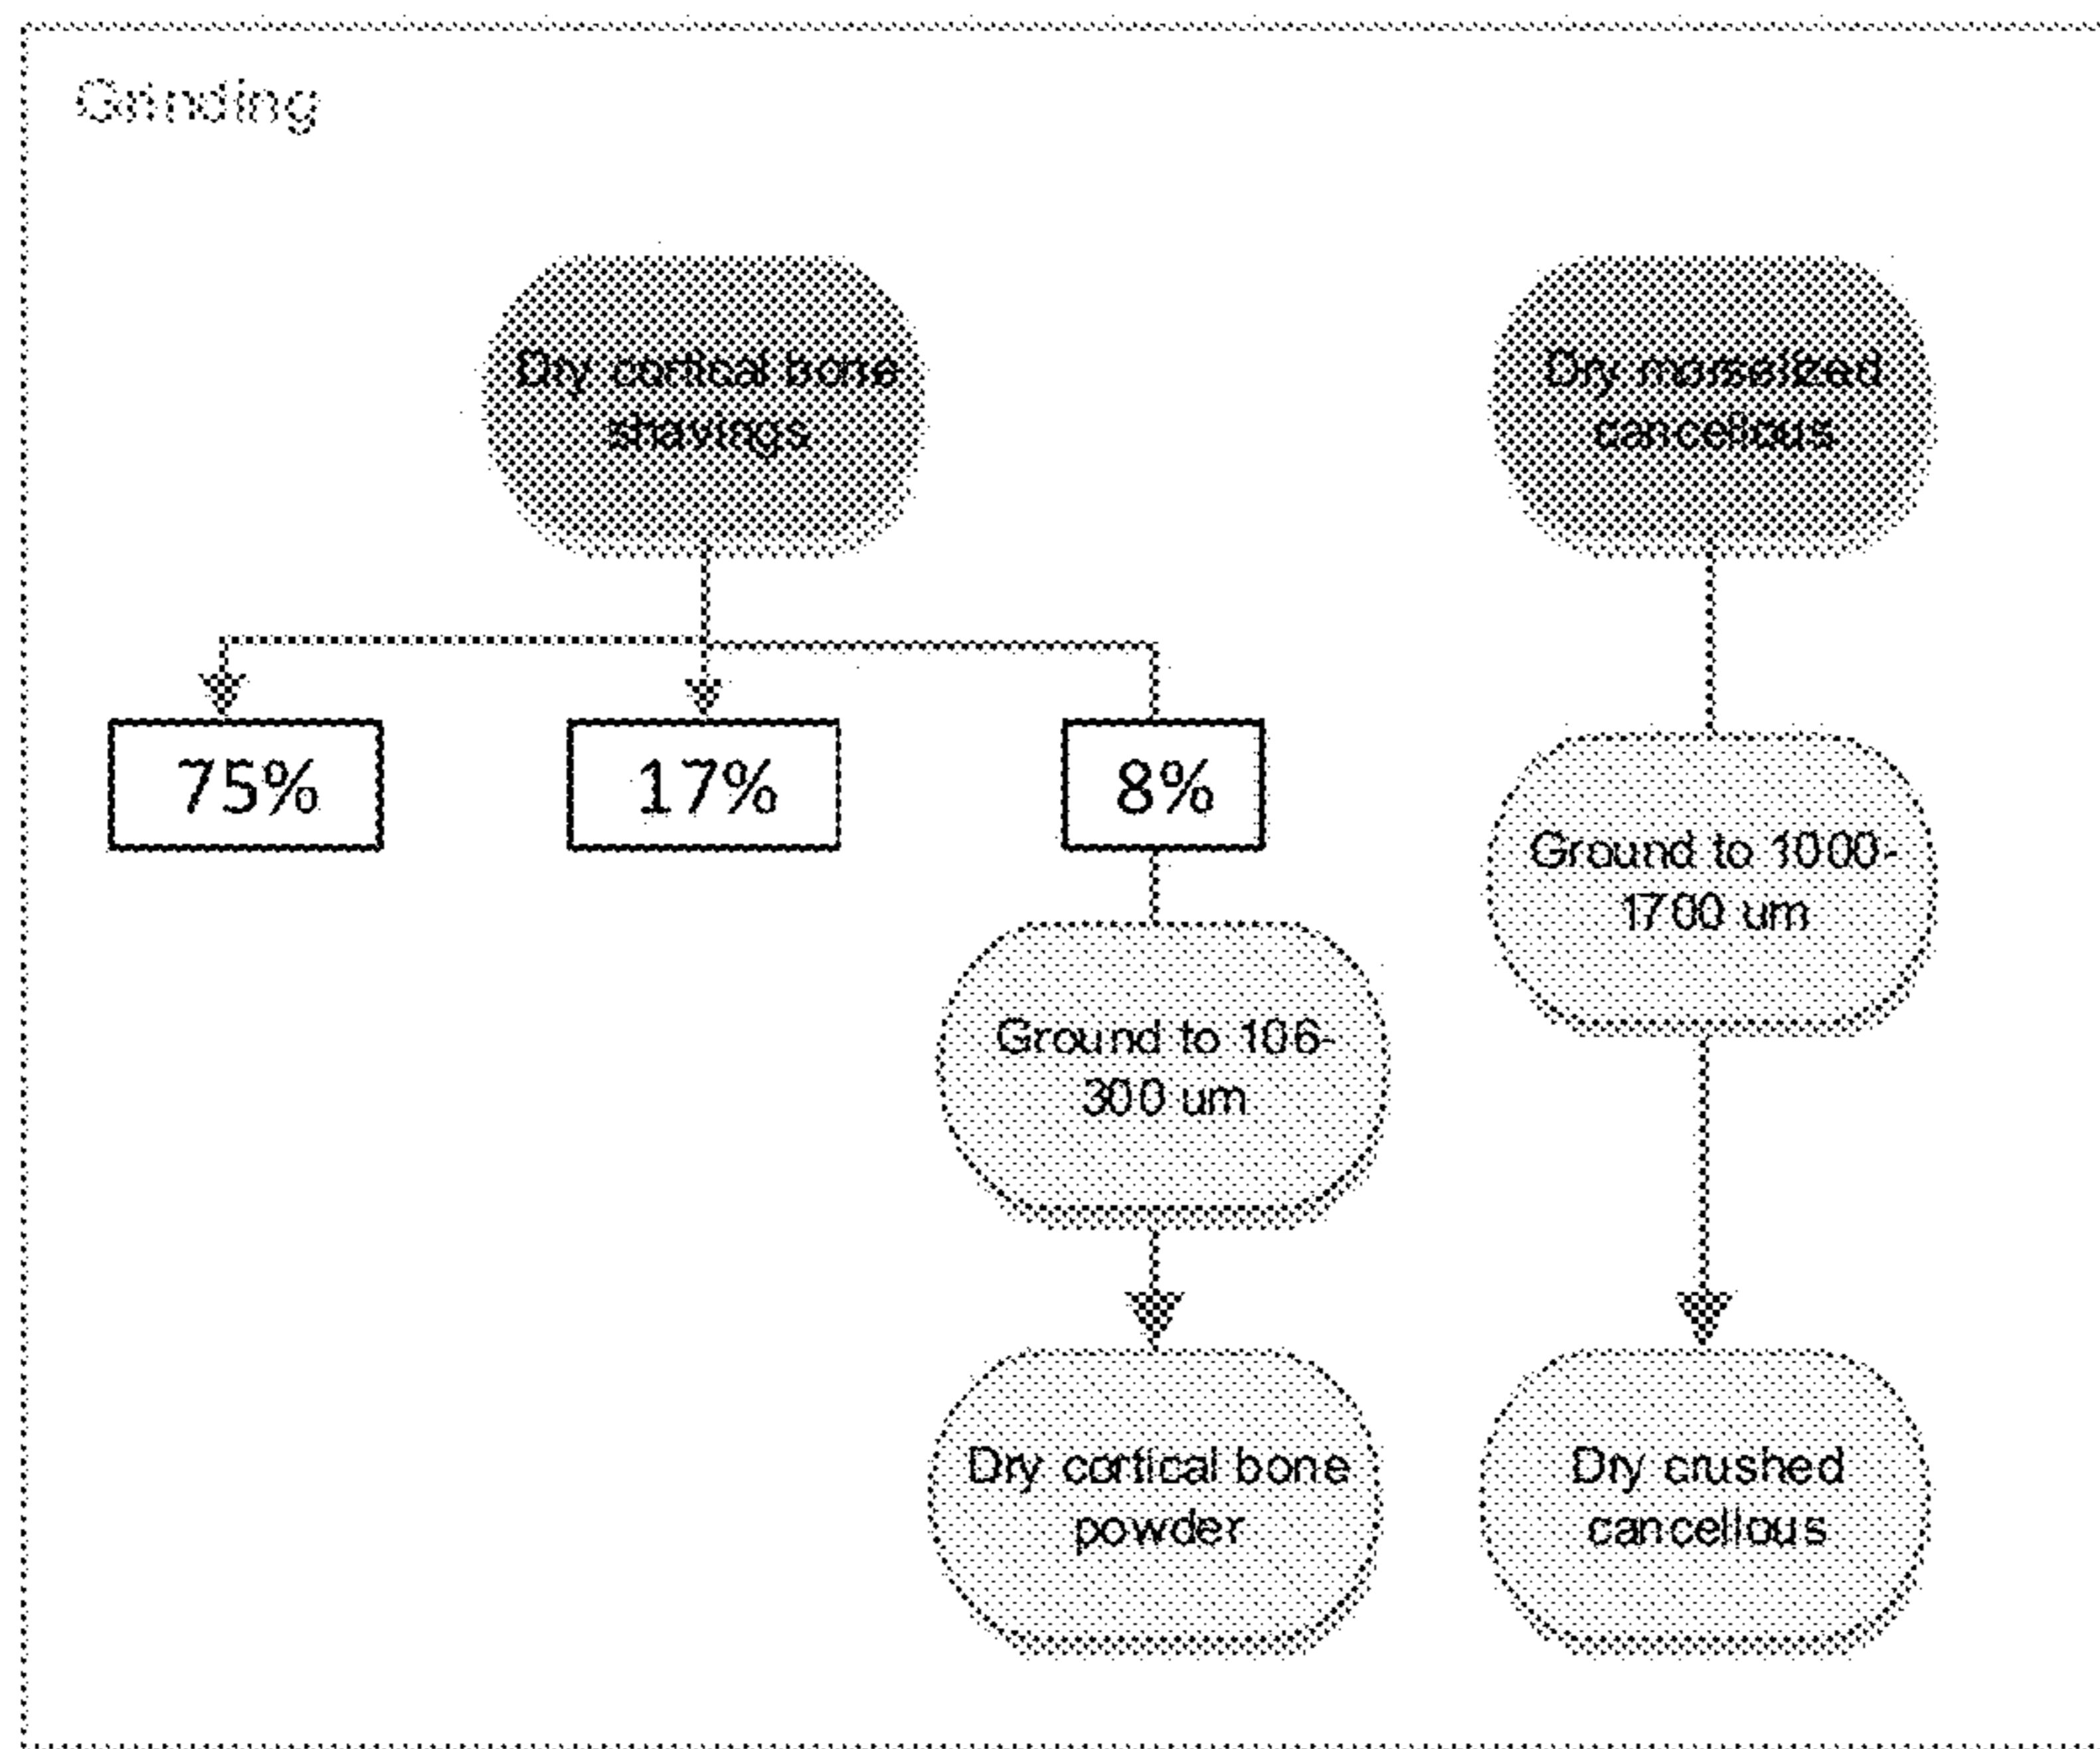 Grinding
Dry cortical bone
shavings
Dry morselized
cancellous
75%
17%
8%
Ground to 1000-
1700 um
Ground to 106-
300 um
Dry cortical bone
powder
Dry crushed
cancellous